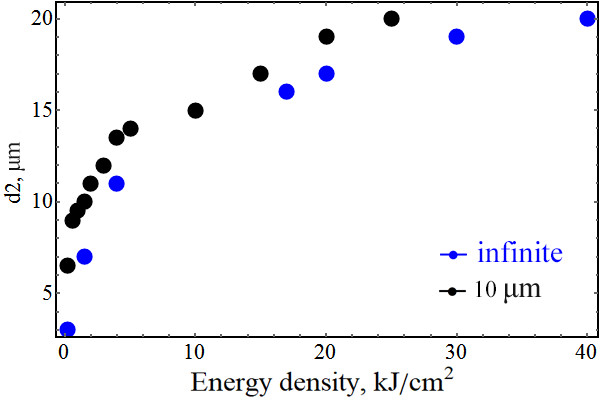 20
15
10
5
d2, μm
infinite
10 μm
0 10 20 30 40
Energy density, kJ/cm²